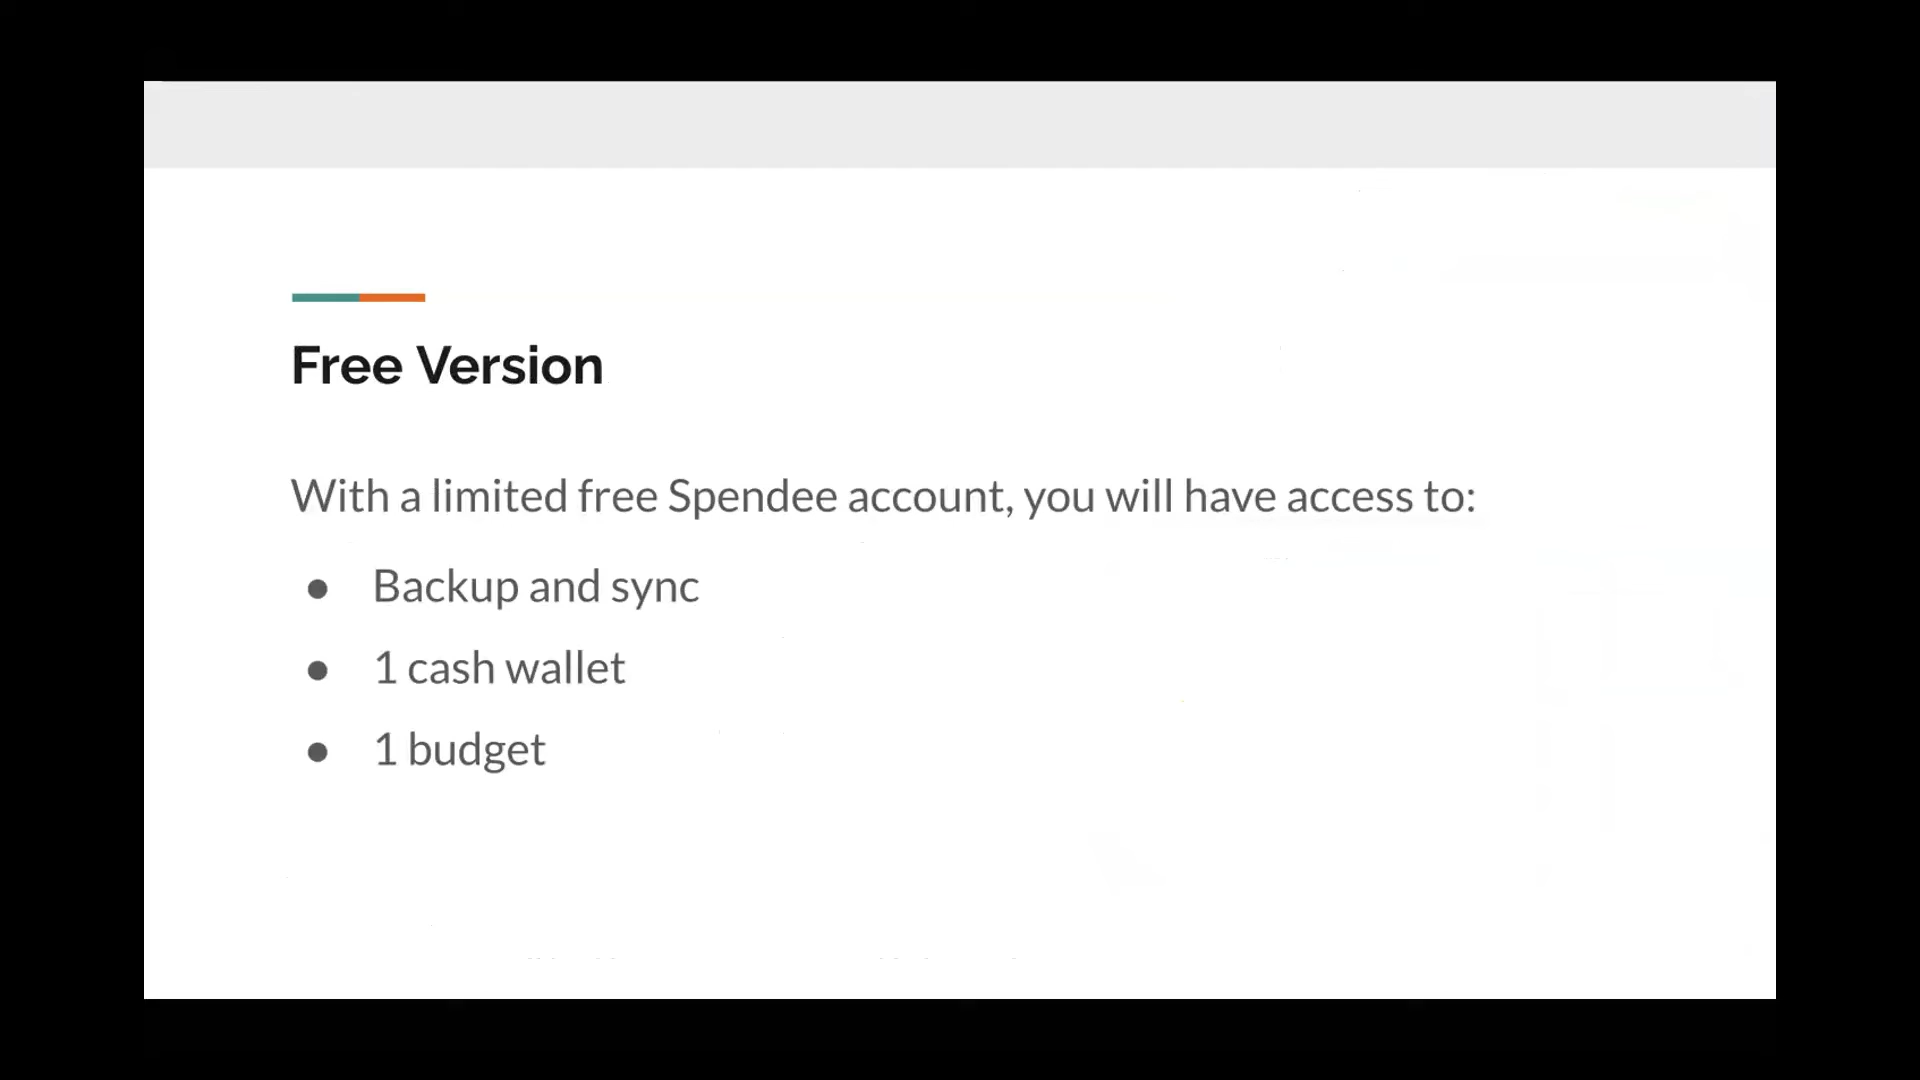 Free Version
With a limited free Spendee account, you will have access to:
● Backup and sync
● 1 cash wallet
● 1 budget